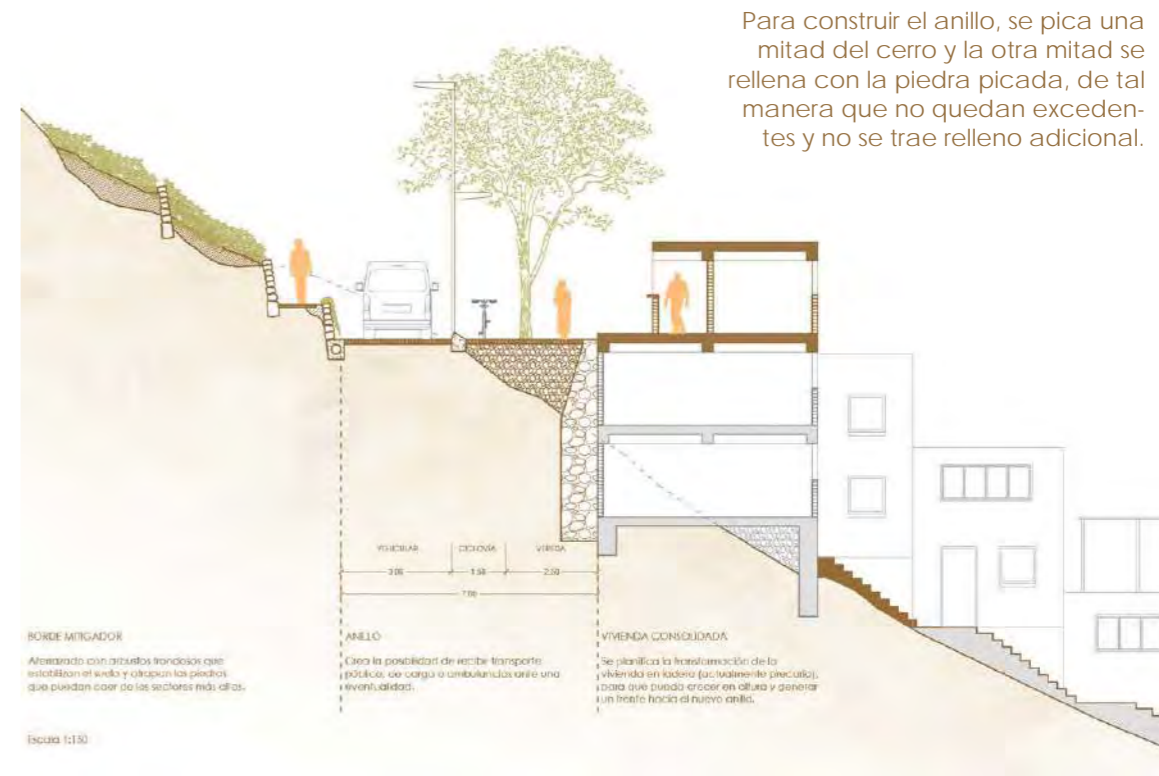 Para construir el anillo, se pica una
mitad del cerro y la otra mitad se
rellena con la piedra picada, de tal
manera que no quedan exceden-
tes y no se trae relleno adicional.
VEHICULAR
CICLOVÍA
VEREDA
3.00
1.50
2.50
7.00
BORDE MITIGADOR
Aterrazado con arbustos frondosos que
estabilizan el suelo y atrapan las piedras
que puedan caer de los sectores más altos.
ANILLO
Crea la posibilidad de recibir transporte
público, de carga o ambulancias ante una
eventualidad.
VIVIENDA CONSOLIDADA
Se planifica la transformación de la
vivienda en ladera (actualmente precaria),
para que pueda crecer en altura y generar
un frente hacia el nuevo anillo.
Escala 1:150